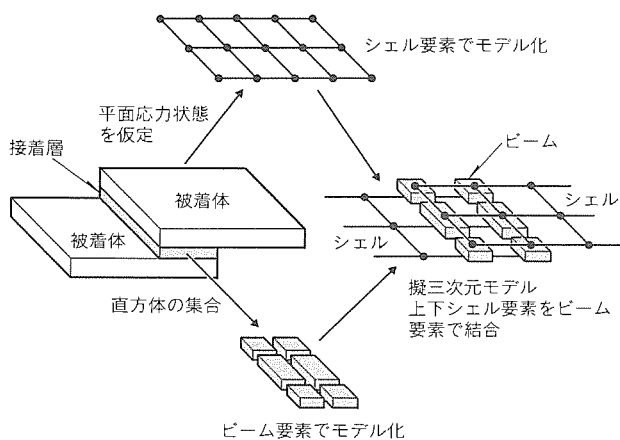 シェル要素でモデル化
平面応力状態
を仮定
接着層
ビーム
被着体
シェル
被着体
シェル
擬三次元モデル
上下シェル要素をビーム
要素で結合
直方体の集合
ビーム要素でモデル化